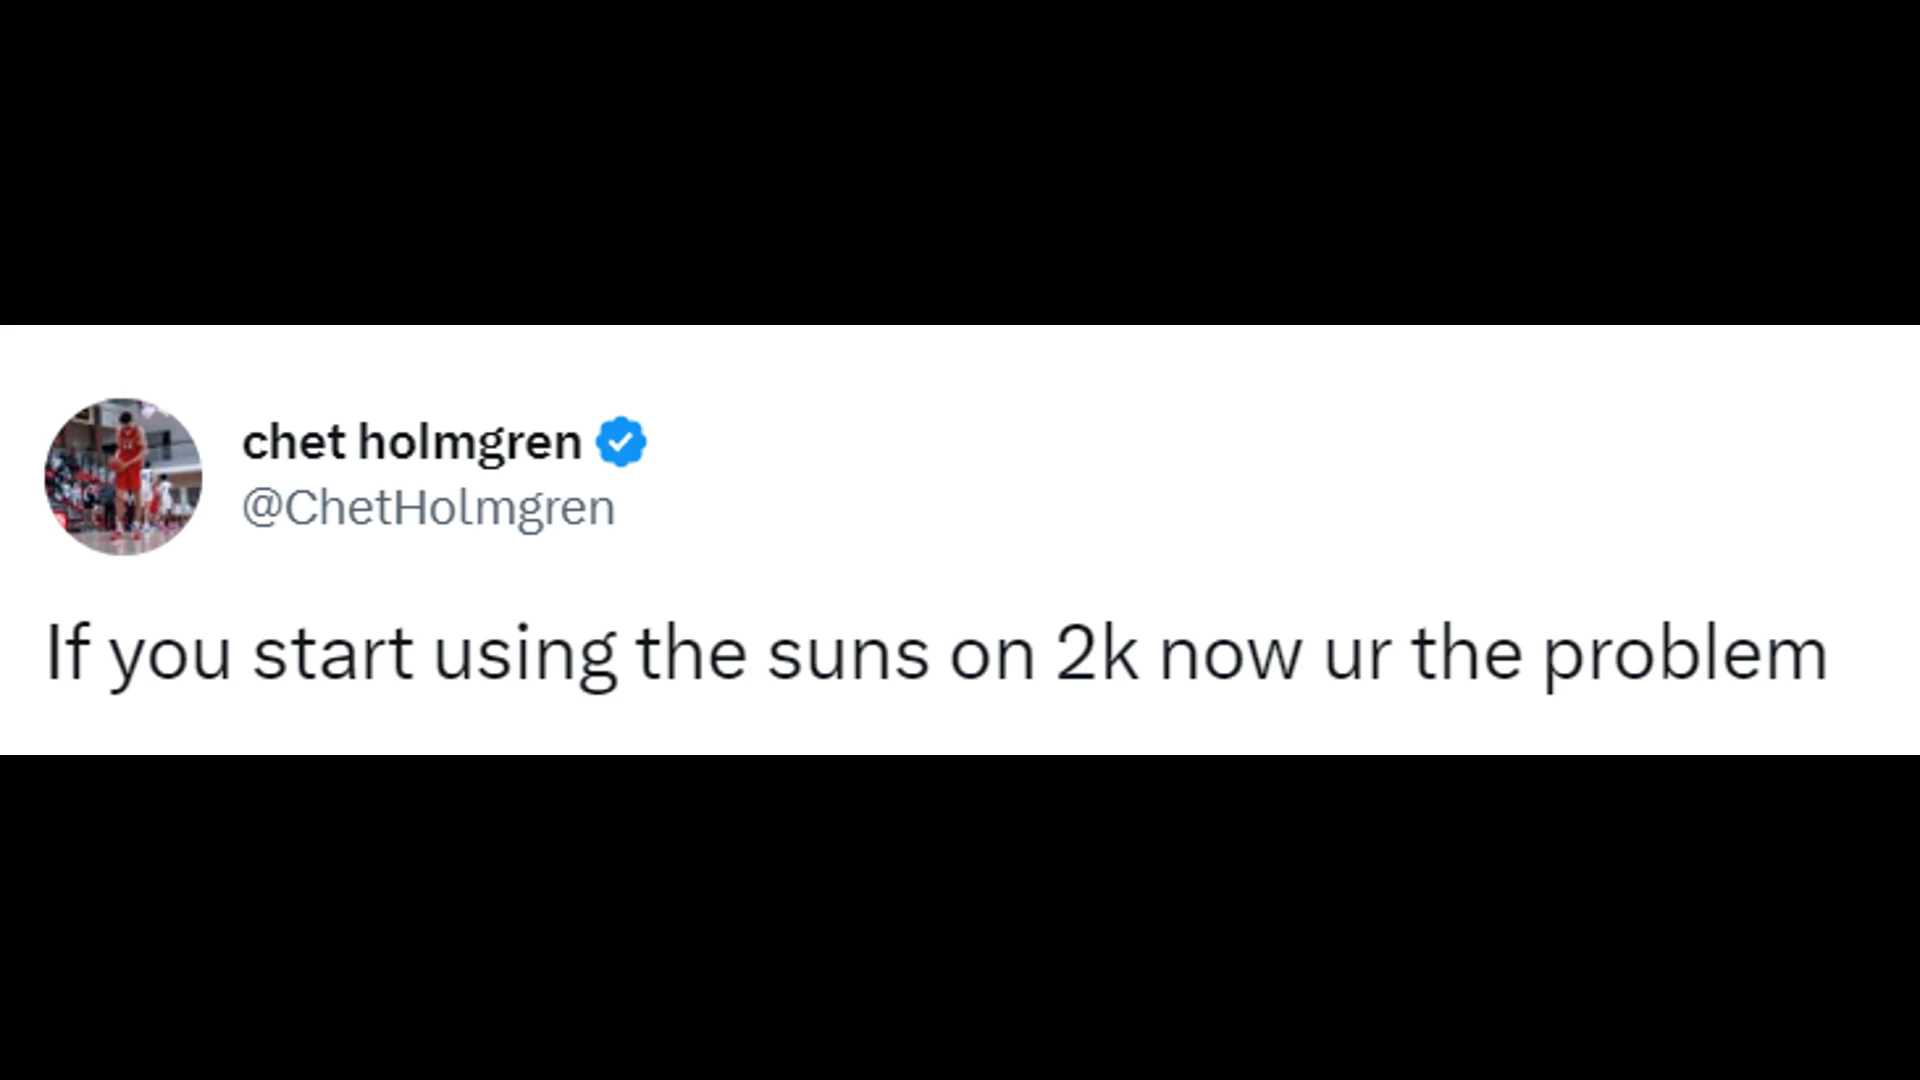 chet holmgren
@ChetHolmgren
If you start using the suns on 2k now ur the problem